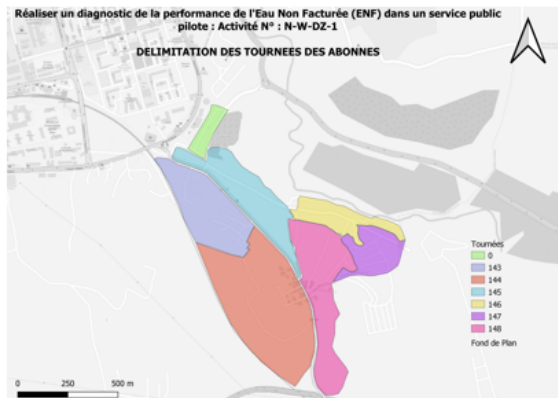 Réaliser un diagnostic de la performance de l'Eau Non Facturée (ENF) dans un service public
pilote : Activité N° : N-W-DZ-1
DELIMITATION DES TOURNEES DES ABONNES
Tournées
0
143
144
145
146
147
148
Fond de Plan
0 250 500 m